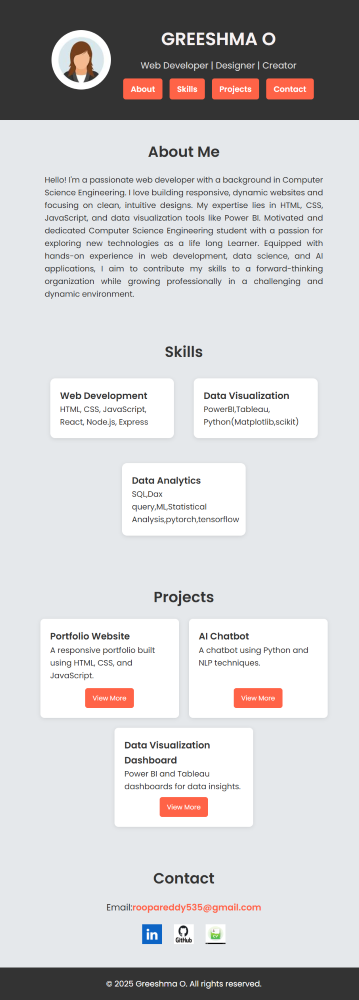 GREESHMA O
Web Developer | Designer | Creator
About Skills Projects Contact
About Me
Hello! I'm a passionate web developer with a background in Computer
Science Engineering. I love building responsive, dynamic websites and
focusing on clean, intuitive designs. My expertise lies in HTML, CSS,
JavaScript, and data visualization tools like Power BI. Motivated and
dedicated Computer Science Engineering student with a passion for
exploring new technologies as a life long Learner. Equipped with
hands-on experience in web development, data science, and AI
applications, I aim to contribute my skills to a forward-thinking
organization while growing professionally in a challenging and
dynamic environment.
Skills
Web Development
HTML, CSS, JavaScript,
React, Node.js, Express
Data Visualization
PowerBI,Tableau,
Python(Matplotlib,scikit)
Data Analytics
SQL,Dax
query,ML,Statistical
Analysis,pytorch,tensorflow
Projects
Portfolio Website
A responsive portfolio built
using HTML, CSS, and
JavaScript.
View More
AI Chatbot
A chatbot using Python and
NLP techniques.
View More
Data Visualization
Dashboard
Power BI and Tableau
dashboards for data insights.
View More
Contact
Email:roopareddy535@gmail.com
in
GitHub
© 2025 Greeshma O. All rights reserved.